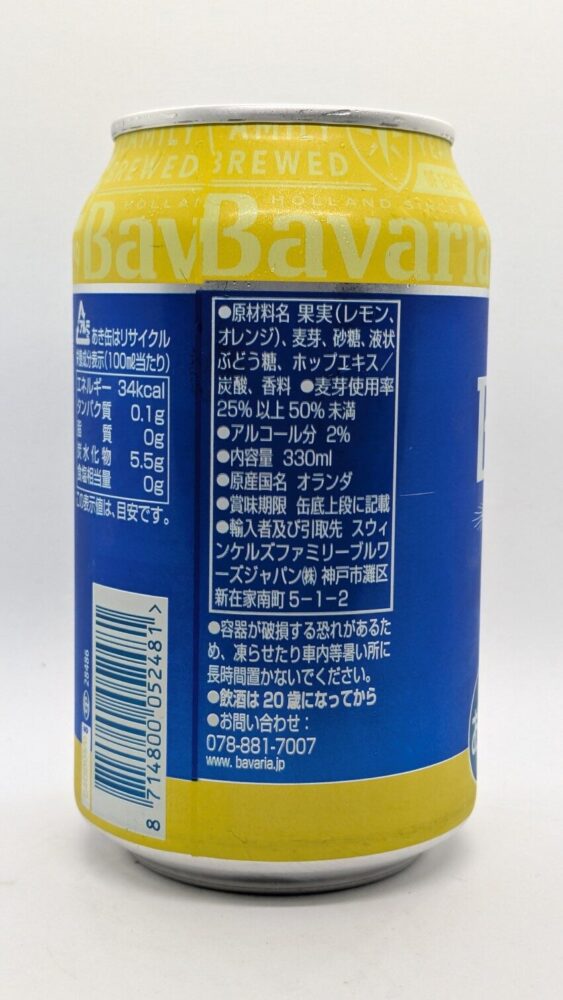 FAMILY
BREWED BREWED
HOLLAND SINCE
Bav Bavaria
あき缶はリサイクル
栄養成分表示(100mℓ当たり)
エネルギー 34kcal
タンパク質 0.1g
脂 質 0g
炭水化物 5.5g
食塩相当量 0g
この表示値は、目安です。
●原材料名 果実(レモン、
オレンジ)、麦芽、砂糖、液状
ぶどう糖、ホップエキス/
炭酸、香料 ●麦芽使用率
25%以上50%未満
●アルコール分 2%
●内容量 330ml
●原産国名 オランダ
●賞味期限 缶底上段に記載
●輸入者及び引取先 スウィ
ンケルズファミリーブルワ
ーズジャパン㈱ 神戸市灘区
新在家南町5-1-2
●容器が破損する恐れがあるた
め、凍らせたり車内等暑い所に
長時間置かないでください。
●飲酒は20歳になってから
●お問い合わせ:
078-881-7007
www. bavaria.jp
8 714800 052481 >
28486